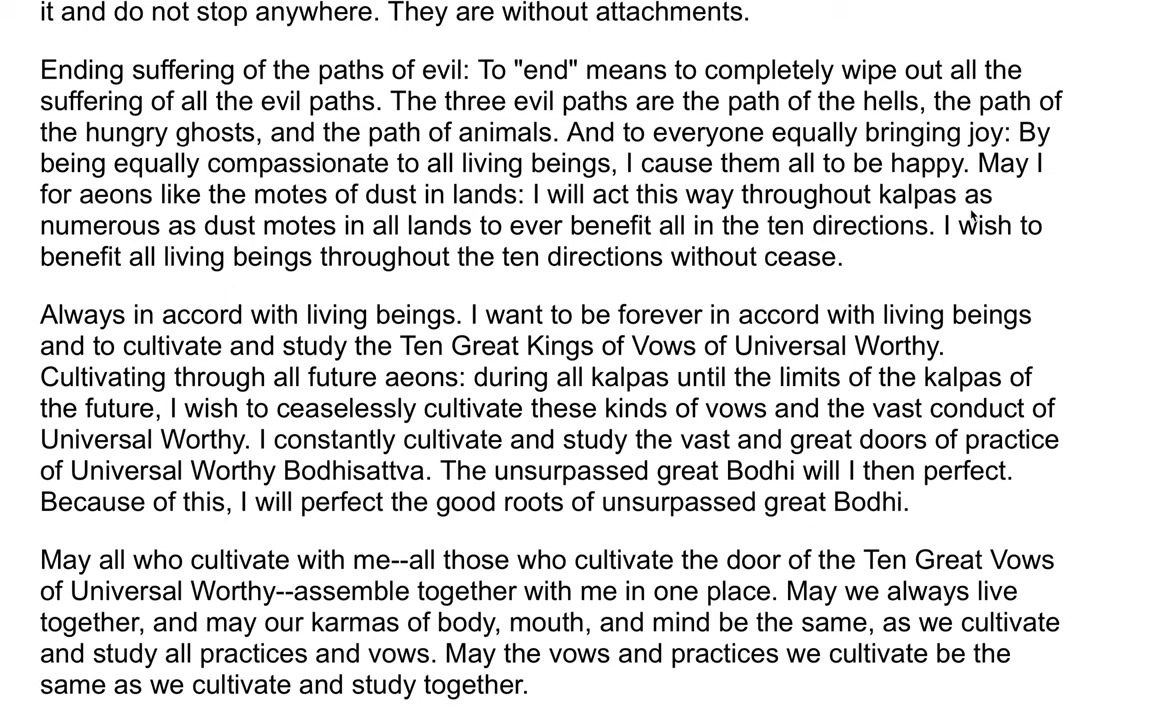 it and do not stop anywhere. They are without attachments.
Ending suffering of the paths of evil: To "end" means to completely wipe out all the
suffering of all the evil paths. The three evil paths are the path of the hells, the path of
the hungry ghosts, and the path of animals. And to everyone equally bringing joy: By
being equally compassionate to all living beings, I cause them all to be happy. May I
for aeons like the motes of dust in lands: I will act this way throughout kalpas as
numerous as dust motes in all lands to ever benefit all in the ten directions. I wish to
benefit all living beings throughout the ten directions without cease.
Always in accord with living beings. I want to be forever in accord with living beings
and to cultivate and study the Ten Great Kings of Vows of Universal Worthy.
Cultivating through all future aeons: during all kalpas until the limits of the kalpas of
the future, I wish to ceaselessly cultivate these kinds of vows and the vast conduct of
Universal Worthy. I constantly cultivate and study the vast and great doors of practice
of Universal Worthy Bodhisattva. The unsurpassed great Bodhi will I then perfect.
Because of this, I will perfect the good roots of unsurpassed great Bodhi.
May all who cultivate with me--all those who cultivate the door of the Ten Great Vows
of Universal Worthy--assemble together with me in one place. May we always live
together, and may our karmas of body, mouth, and mind be the same, as we cultivate
and study all practices and vows. May the vows and practices we cultivate be the
same as we cultivate and study together.